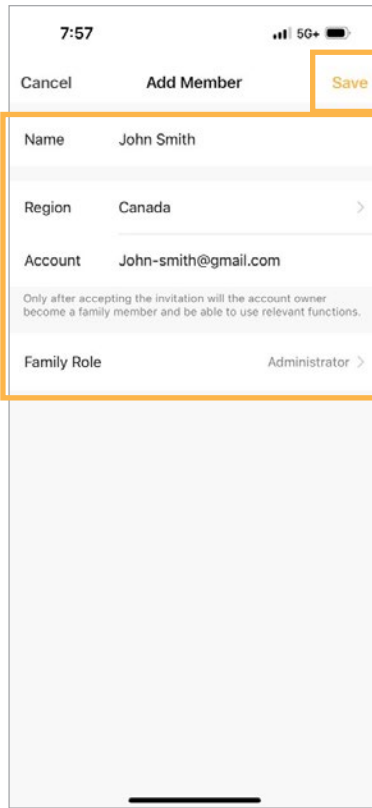 7:57 5G+
Cancel Add Member Save
Name John Smith
Region Canada
Account John-smith@gmail.com
Only after accepting the invitation will the account owner
become a family member and be able to use relevant functions.
Family Role Administrator